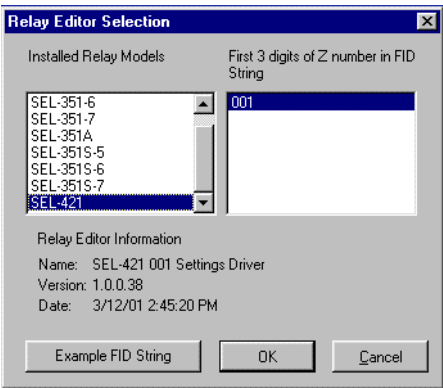 Relay Editor Selection
Installed Relay Models
First 3 digits of Z number in FID
String
SEL-351-6
SEL-351-7
SEL-351A
SEL-351S-5
SEL-351S-6
SEL-351S-7
SEL-421
001
Relay Editor Information
Name: SEL-421 001 Settings Driver
Version: 1.0.0.38
Date: 3/12/01 2:45:20 PM
Example FID String
OK
Cancel